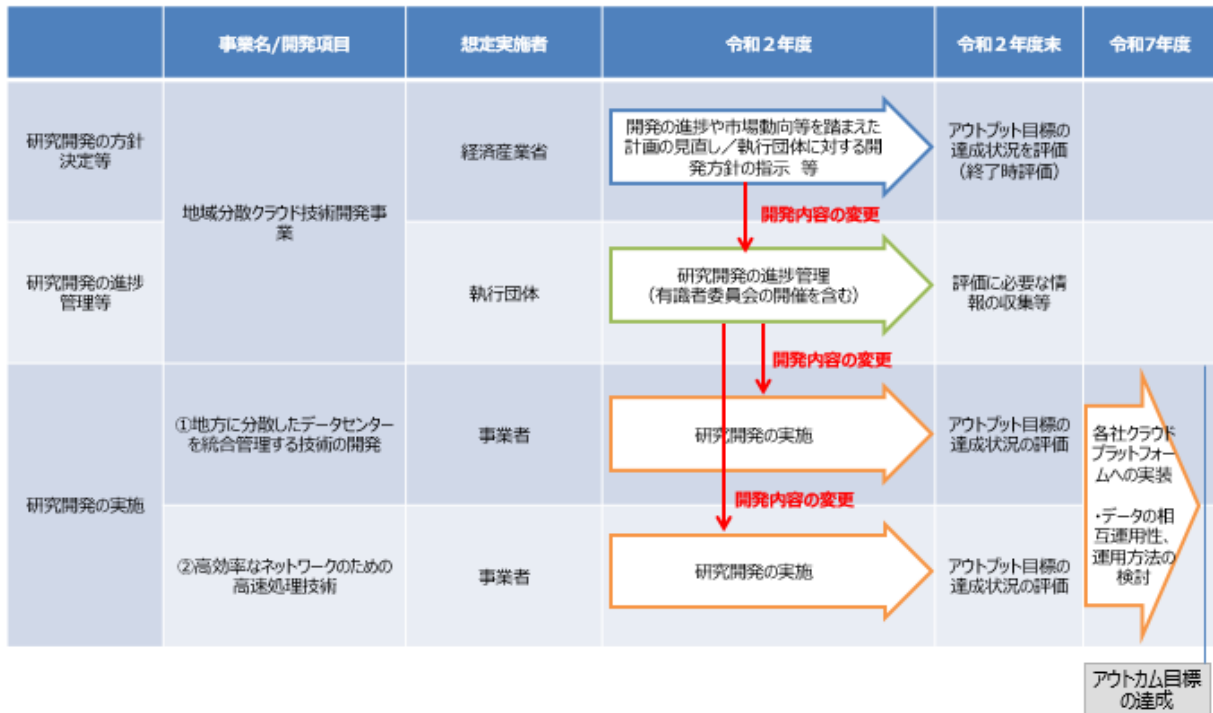 事業名/開発項目
想定実施者
令和２年度
令和２年度末
令和7年度
研究開発の方針
決定等
地域分散クラウド技術開発事
業
経済産業省
開発の進捗や市場動向等を踏まえた
計画の見直し／執行団体に対する開
発方針の指示 等
アウトプット目標の
達成状況を評価
（終了時評価）
開発内容の変更
研究開発の進捗
管理等
執行団体
研究開発の進捗管理
（有識者委員会の開催を含む）
評価に必要な情
報の収集等
開発内容の変更
研究開発の実施
①地方に分散したデータセンター
を統合管理する技術の開発
事業者
研究開発の実施
アウトプット目標の
達成状況の評価
開発内容の変更
②高効率なネットワークのための
高速処理技術
事業者
研究開発の実施
アウトプット目標の
達成状況の評価
各社クラウド
プラットフォー
ムへの実装
・データの相
互運用性、
運用方法の
検討
アウトカム目標
の達成